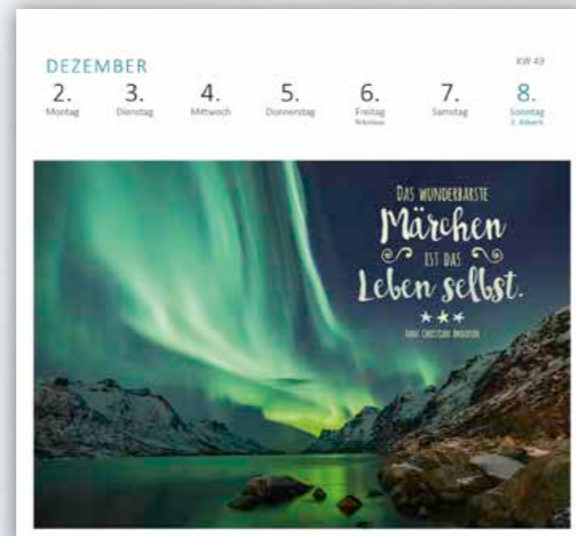 DEZEMBER
KW 49
2. 3. 4. 5. 6. 7. 8.
Montag Dienstag Mittwoch Donnerstag Freitag Samstag Sonntag
Nikolaus 2. Advent
DAS WUNDERBARSTE
Märchen
IST DAS
Leben selbst.
HANS CHRISTIAN ANDERSEN